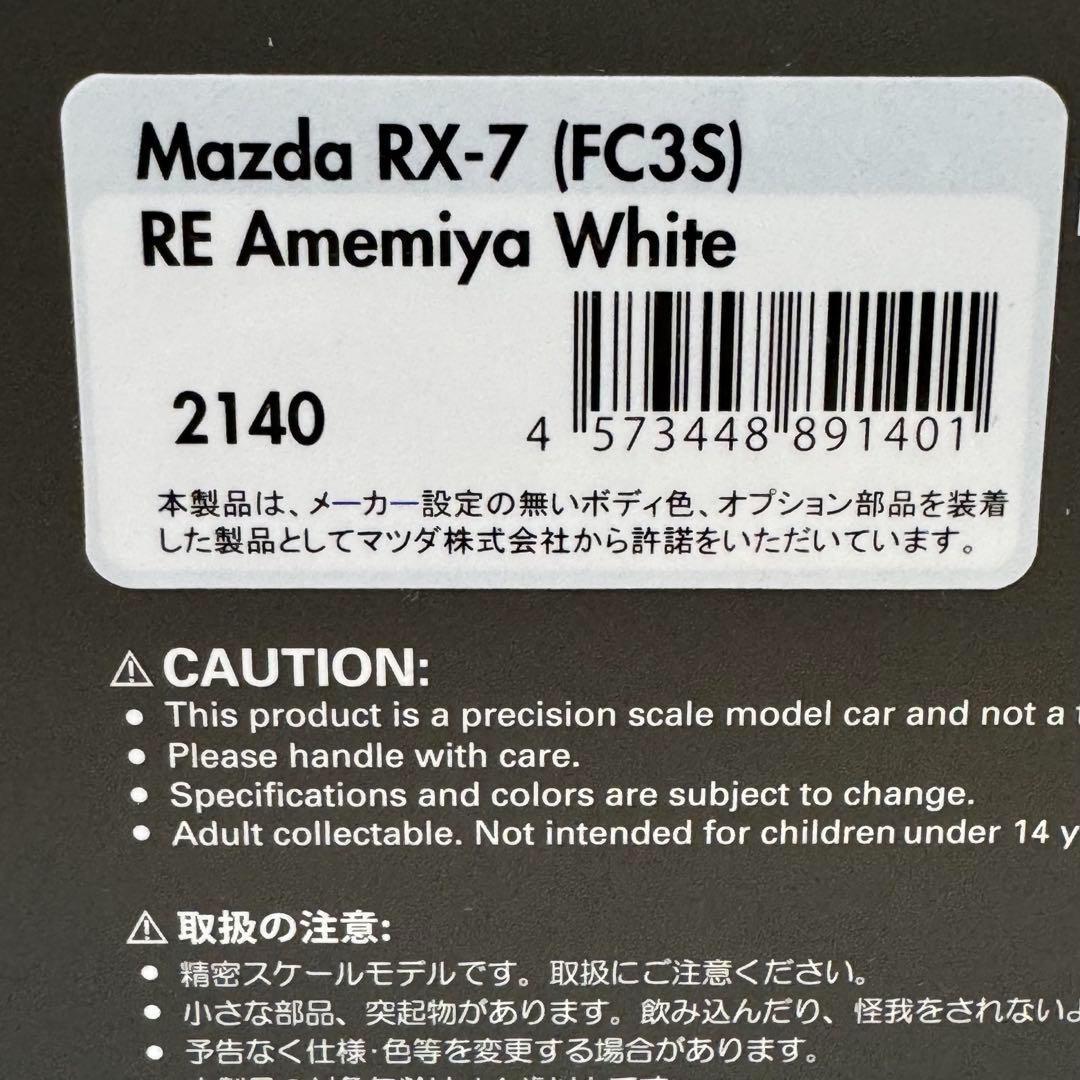 Mazda RX-7 (FC3S)
RE Amemiya White
2140
4 573448 891401
本製品は、メーカー設定の無いボディ色、オプション部品を装着
した製品としてマツダ株式会社から許諾をいただいています。
⚠ CAUTION:
● This product is a precision scale model car and not a
● Please handle with care.
● Specifications and colors are subject to change.
● Adult collectable. Not intended for children under 14
⚠ 取扱の注意:
● 精密スケールモデルです。取扱にご注意ください。
● 小さな部品、突起物があります。飲み込んだり、怪我をされない
● 予告なく仕様・色等を変更する場合があります。